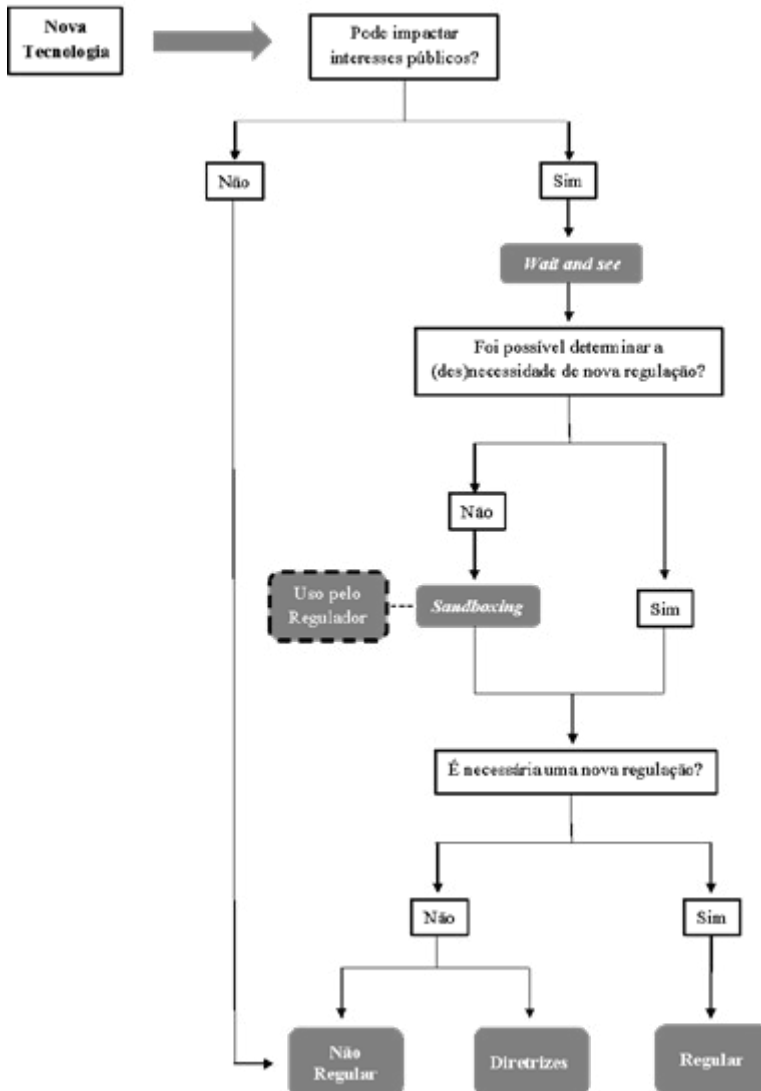 Nova
Tecnologia
Pode impactar
interesses públicos?
Não
Sim
Wait and see
Foi possível determinar a
(des)necessidade de nova regulação?
Não
Uso pelo
Regulador
Sandboxing
Sim
É necessária uma nova regulação?
Não
Sim
Não
Regular
Diretrizes
Regular